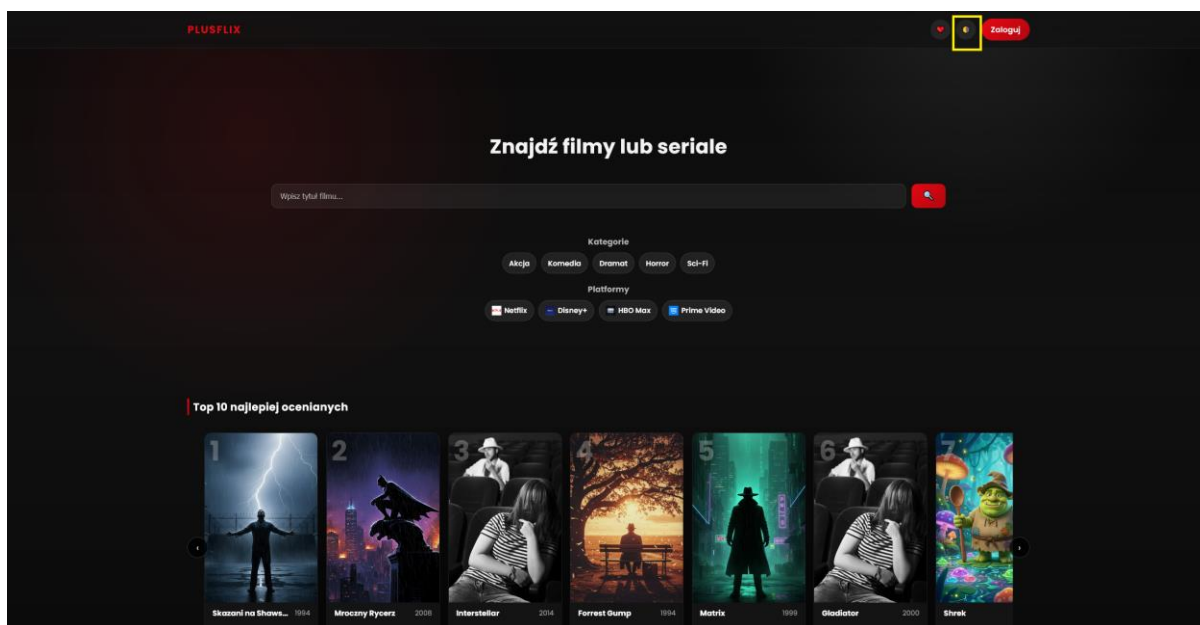 PLUSFLIX
Zaloguj
Znajdź filmy lub seriale
Wpisz tytuł filmu...
Kategorie
Akcja Komedia Dramat Horror Sci-Fi
Platformy
Netflix Disney+ HBO Max Prime Video
Top 10 najlepiej ocenianych
1 2 3 4 5 6 7
Skazani na Shaws... 1994 Mroczny Rycerz 2008 Interstellar 2014 Forrest Gump 1994 Matrix 1999 Gladiator 2000 Shrek